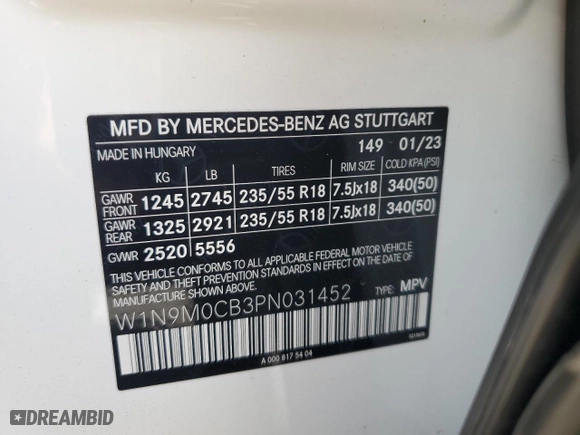 MFD BY MERCEDES-BENZ AG STUTTGART
MADE IN HUNGARY 149 01/23
KG LB TIRES RIM SIZE COLD KPA (PSI)
GAWR FRONT 1245 2745 235/55 R18 7.5Jx18 340(50)
GAWR REAR 1325 2921 235/55 R18 7.5Jx18 340(50)
GVWR 2520 5556
THIS VEHICLE CONFORMS TO ALL APPLICABLE FEDERAL MOTOR VEHICLE
SAFETY AND THEFT PREVENTION STANDARDS IN EFFECT ON THE DATE OF
MANUFACTURE SHOWN ABOVE.
W1N9M0CB3PN031452 TYPE: MPV
A 000 817 54 04
DREAMBID